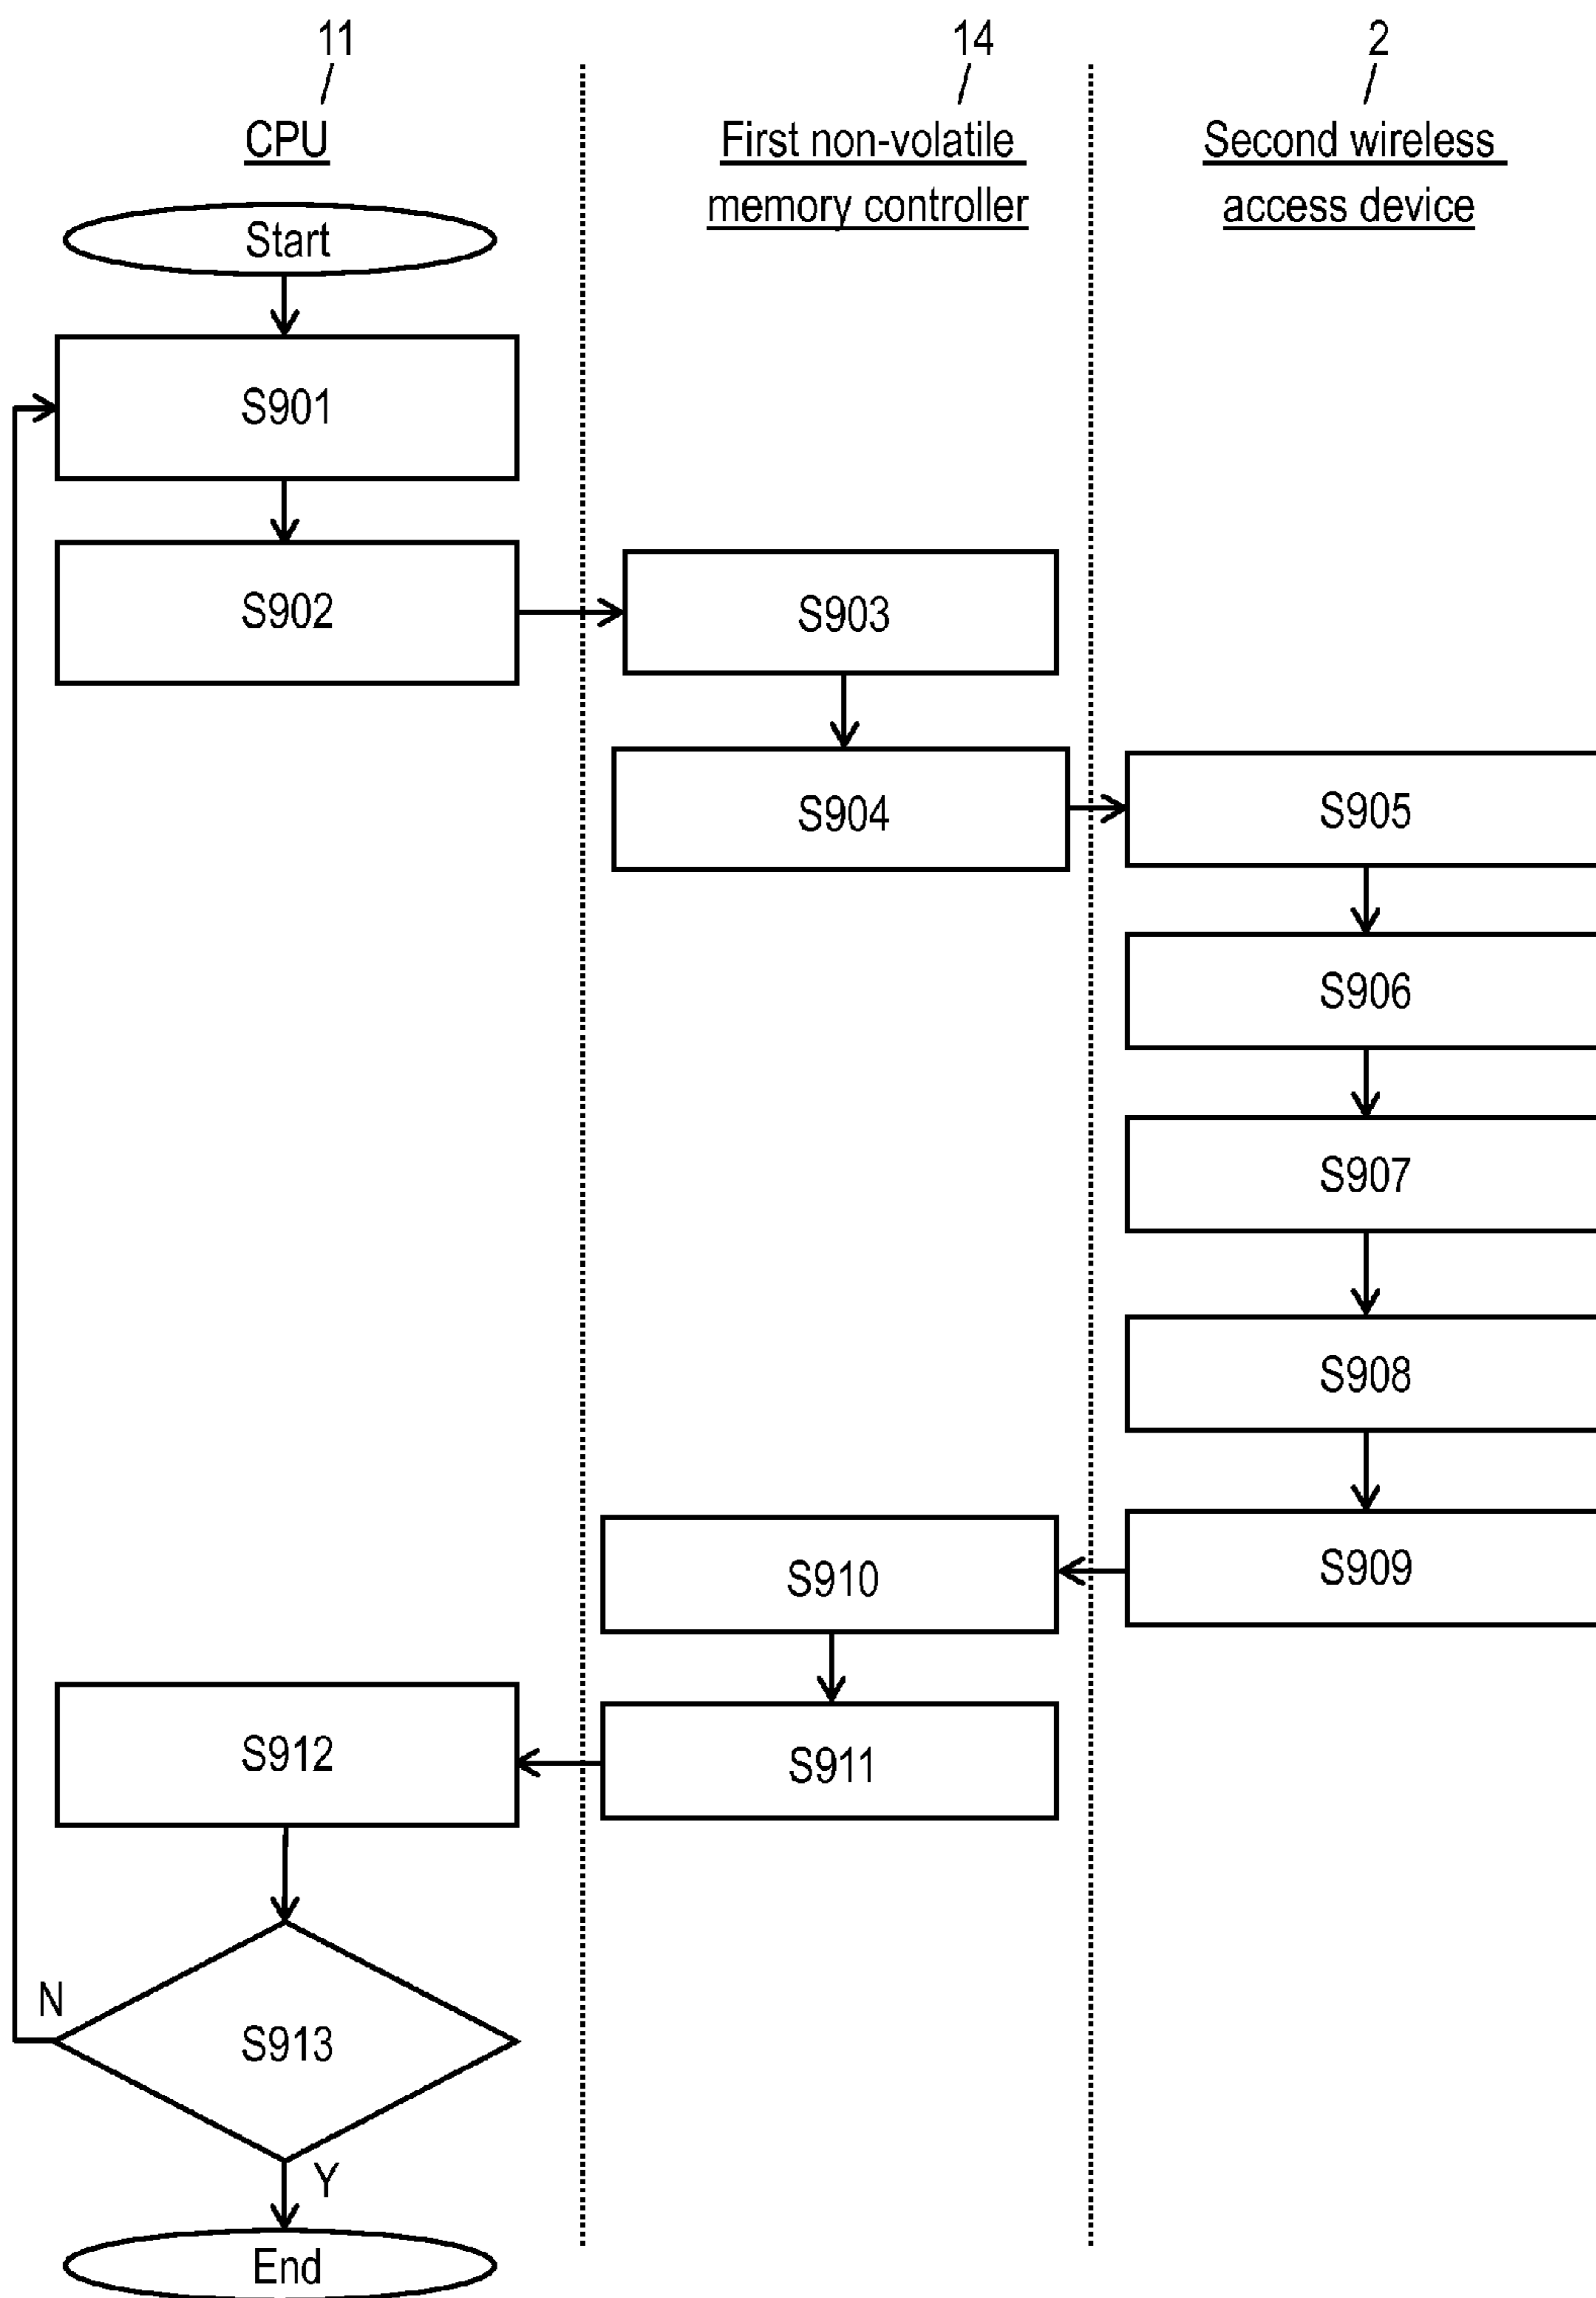 11
14
2
CPU
First non-volatile
memory controller
Second wireless
access device
Start
S901
S902
S903
S904
S905
S906
S907
S908
S909
S910
S911
S912
S913
N
Y
End